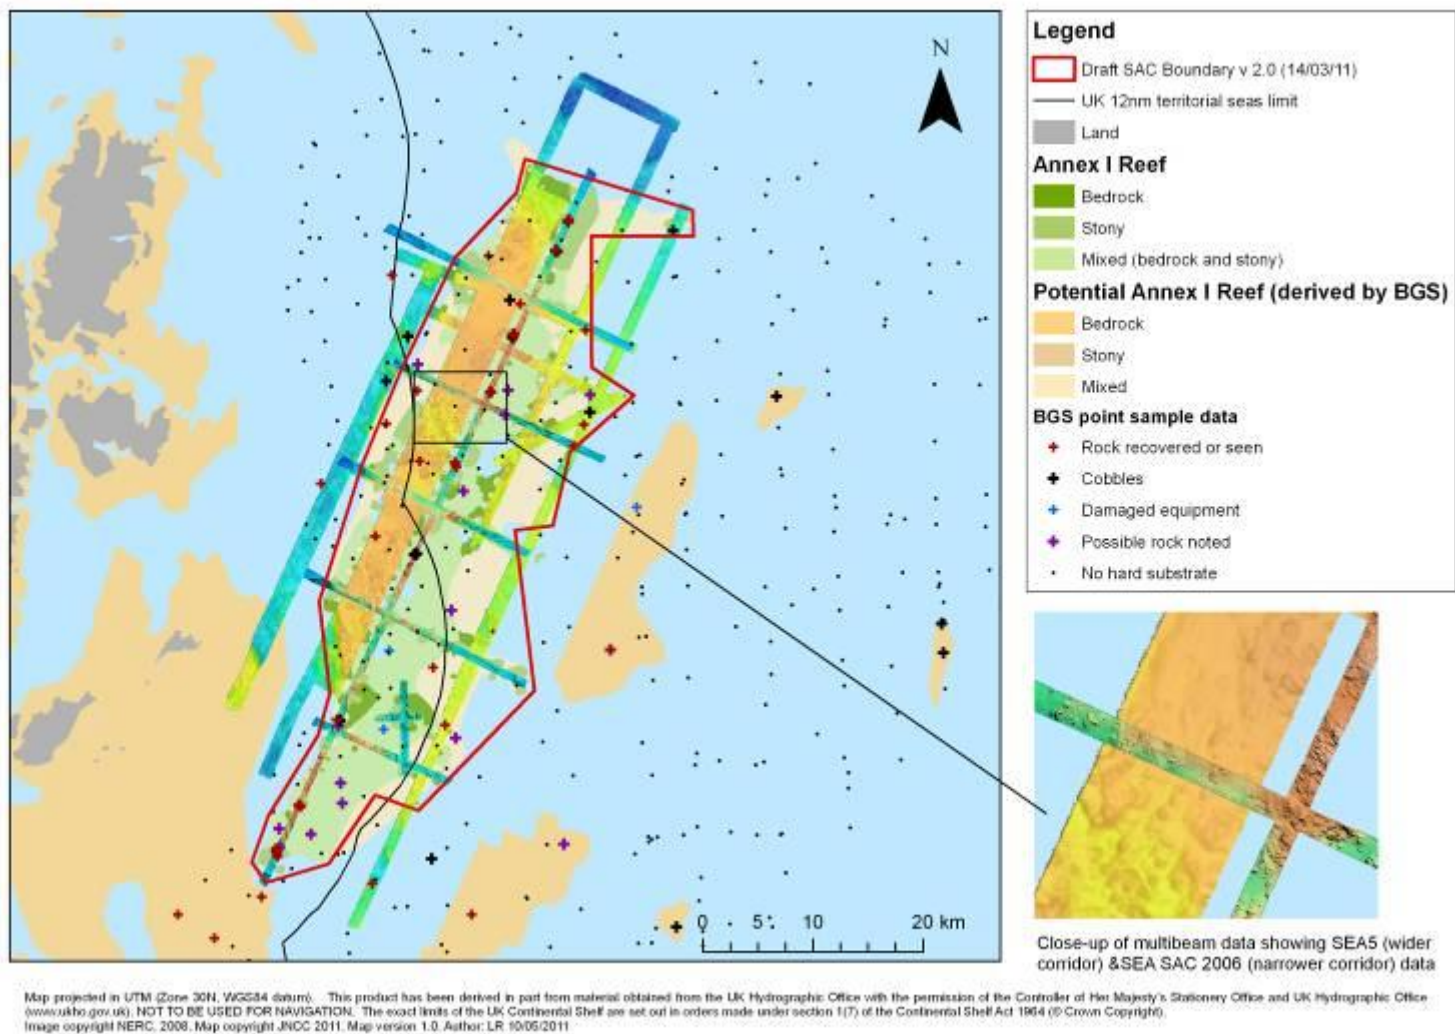 N
0 5 10 20 km
Legend
Draft SAC Boundary v 2.0 (14/03/11)
UK 12nm territorial seas limit
Land
Annex I Reef
Bedrock
Stony
Mixed (bedrock and stony)
Potential Annex I Reef (derived by BGS)
Bedrock
Stony
Mixed
BGS point sample data
Rock recovered or seen
Cobbles
Damaged equipment
Possible rock noted
No hard substrate
Close-up of multibeam data showing SEA5 (wider
corridor) &SEA SAC 2006 (narrower corridor) data
Map projected in UTM (Zone 30N, WGS84 datum). This product has been derived in part from material obtained from the UK Hydrographic Office with the permission of the Controller of Her Majesty's Stationery Office and UK Hydrographic Office
(www.ukho.gov.uk). NOT TO BE USED FOR NAVIGATION. The exact limits of the UK Continental Shelf are set out in orders made under section 1(7) of the Continental Shelf Act 1964 (© Crown Copyright).
Image copyright NERC, 2008. Map copyright JNCC 2011. Map version 1.0. Author: LR 10/05/2011